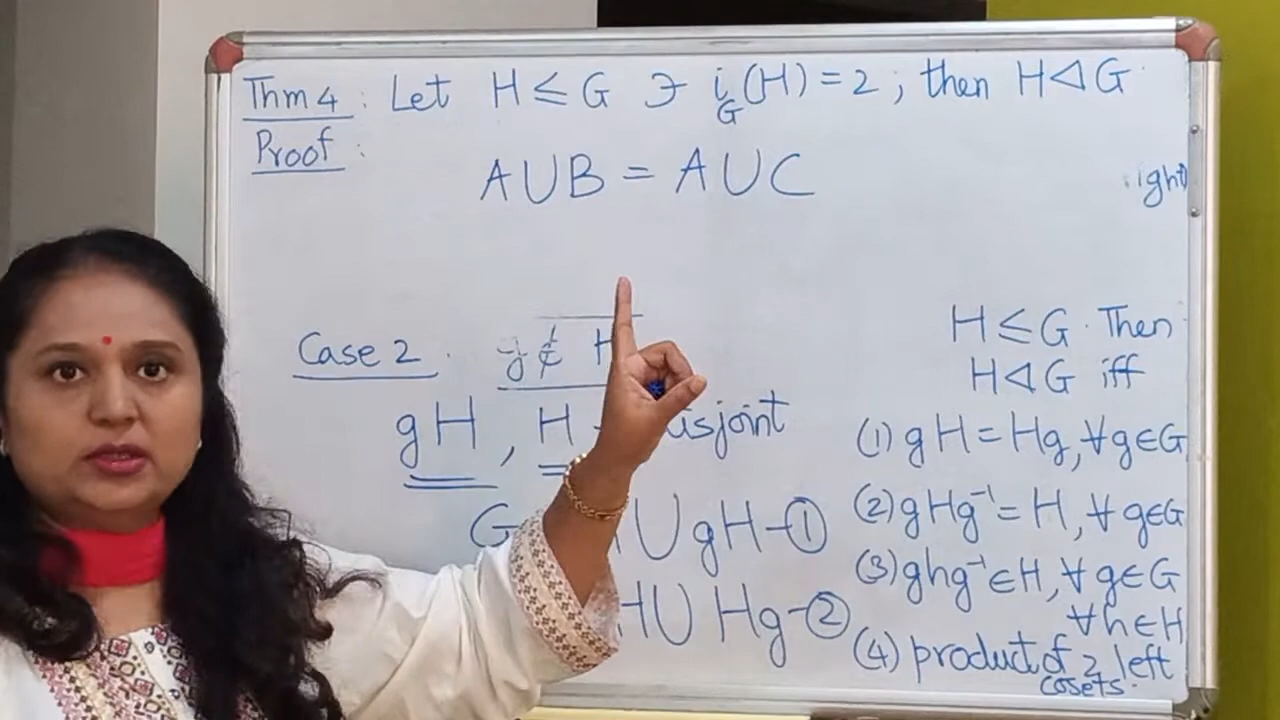 Thm 4 : Let H ≤ G ∋ i_G(H) = 2 ; then H ⊲ G
Proof :
A ∪ B = A ∪ C
Case 2 . g ∉ H
gH , H
G ∪ gH - ①
H ∪ Hg - ②
H ≤ G . Then
H ⊲ G iff
(1) gH = Hg, ∀ g ∈ G
(2) gHg⁻¹ = H, ∀ g ∈ G
(3) ghg⁻¹ ∈ H, ∀ g ∈ G
∀ h ∈ H
(4) product of 2 left
cosets.